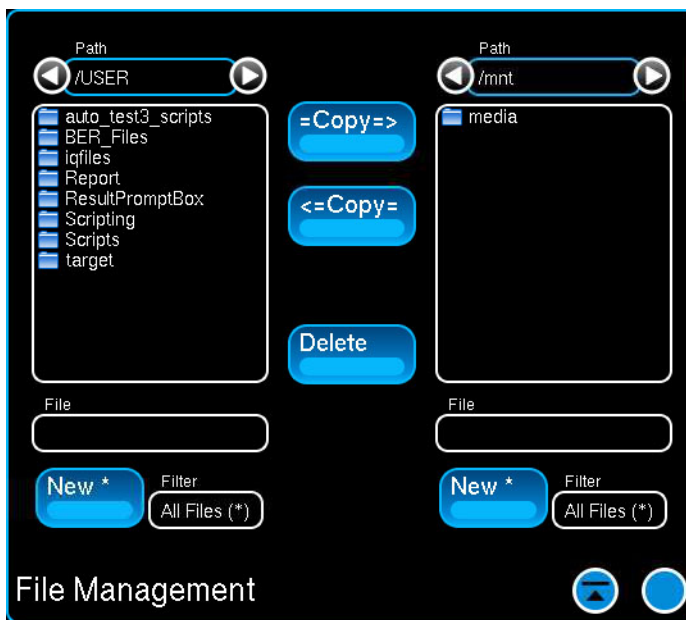 Path
/USER
auto_test3_scripts
BER_Files
iqfiles
Report
ResultPromptBox
Scripting
Scripts
target
File
New *
Filter
All Files (*)
=Copy=>
<=Copy=
Delete
Path
/mnt
media
File
New *
Filter
All Files (*)
File Management